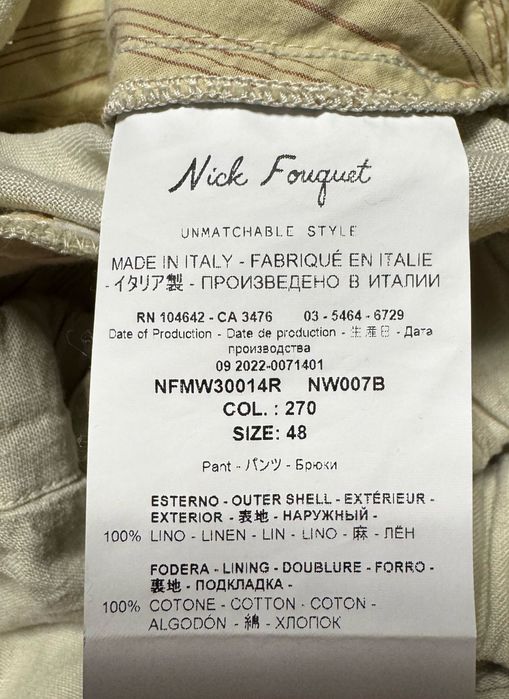 Nick Fouquet
UNMATCHABLE STYLE
MADE IN ITALY - FABRIQUÉ EN ITALIE
- イタリア製 - ПРОИЗВЕДЕНО В ИТАЛИИ
RN 104642 - CA 3476 03 - 5464 - 6729
Date of Production - Date de production - 生産日 - Дата
производства
09 2022-0071401
NFMW30014R NW007B
COL. : 270
SIZE: 48
Pant - パンツ - Брюки
ESTERNO - OUTER SHELL - EXTÉRIEUR -
EXTERIOR - 表地 - НАРУЖНЫЙ -
100% LINO - LINEN - LIN - LINO - 麻 - ЛЁН
FODERA - LINING - DOUBLURE - FORRO -
裏地 - ПОДКЛАДКА -
100% COTONE - COTTON - COTON -
ALGODÓN - 綿 - ХЛОПОК